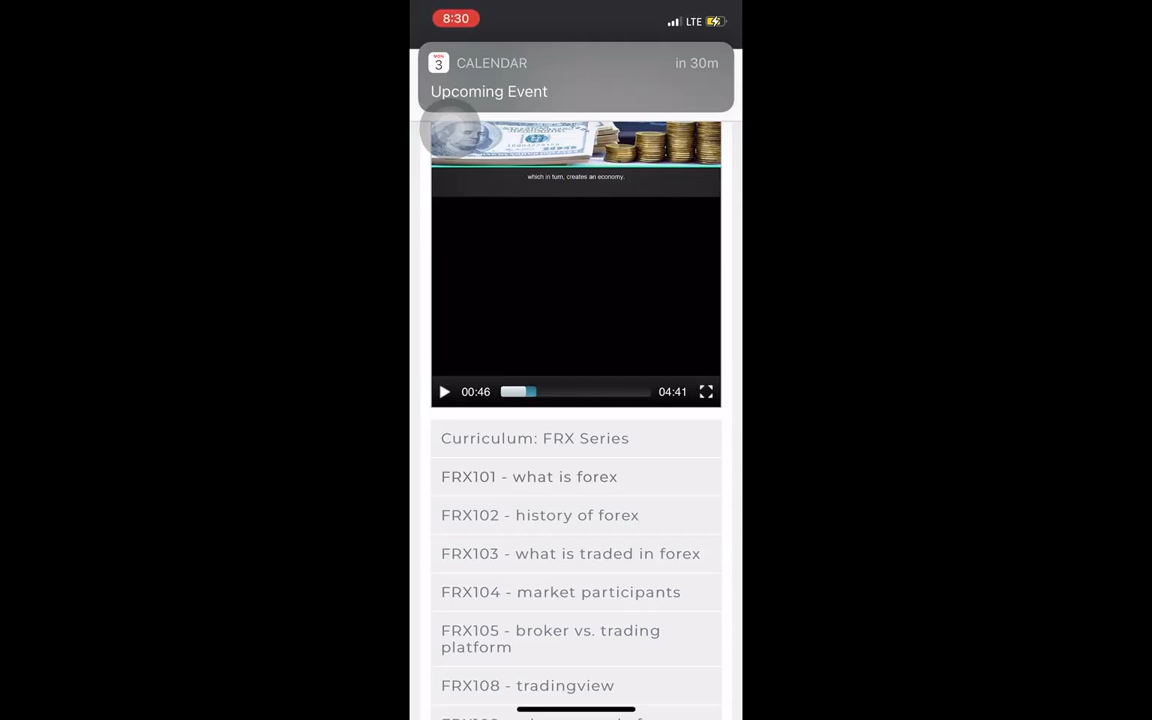 8:30
LTE
MON
3
CALENDAR
in 30m
Upcoming Event
which in turn, creates an economy.
00:46
04:41
Curriculum: FRX Series
FRX101 - what is forex
FRX102 - history of forex
FRX103 - what is traded in forex
FRX104 - market participants
FRX105 - broker vs. trading
platform
FRX108 - tradingview